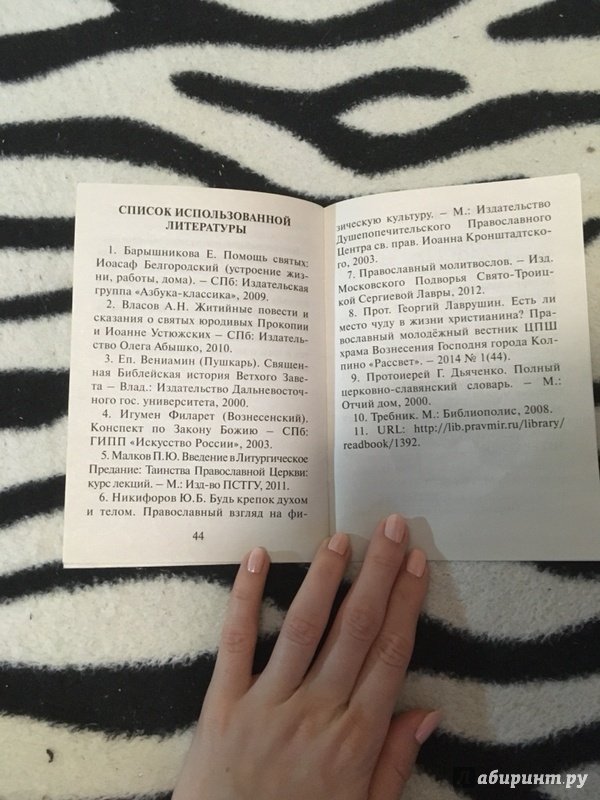 СПИСОК ИСПОЛЬЗОВАННОЙ
ЛИТЕРАТУРЫ
1. Барышникова Е. Помощь святых:
Иоасаф Белгородский (устроение жиз-
ни, работы, дома). – СПб: Издательская
группа «Азбука-классика», 2009.
2. Власов А.Н. Житийные повести и
сказания о святых юродивых Прокопии
и Иоанне Устюжских – СПб: Издатель-
ство Олега Абышко, 2010.
3. Еп. Вениамин (Пушкарь). Священ-
ная Библейская история Ветхого Заве-
та – Влад.: Издательство Дальневосточ-
ного гос. университета, 2000.
4. Игумен Филарет (Вознесенский).
Конспект по Закону Божию – СПб:
ГИПП «Искусство России», 2003.
5. Малков П.Ю. Введение в Литургическое
Предание: Таинства Православной Церкви:
курс лекций. – М.: Изд-во ПСТГУ, 2011.
6. Никифоров Ю.Б. Будь крепок духом
и телом. Православный взгляд на фи-
44
зическую культуру. – М.: Издательство
Душепопечительского Православного
Центра св. прав. Иоанна Кронштадтско-
го, 2003.
7. Православный молитвослов. – Изд.
Московского Подворья Свято-Троиц-
кой Сергиевой Лавры, 2012.
8. Прот. Георгий Лаврушин. Есть ли
место чуду в жизни христианина? Пра-
вославный молодёжный вестник ЦПШ
храма Вознесения Господня города Кол-
пино «Рассвет». – 2014 № 1(44).
9. Протоиерей Г. Дьяченко. Полный
церковно-славянский словарь. – М.:
Отчий дом, 2000.
10. Требник. М.: Библиополис, 2008.
11. URL: http://lib.pravmir.ru/library/
readbook/1392.
Лабиринт.ру